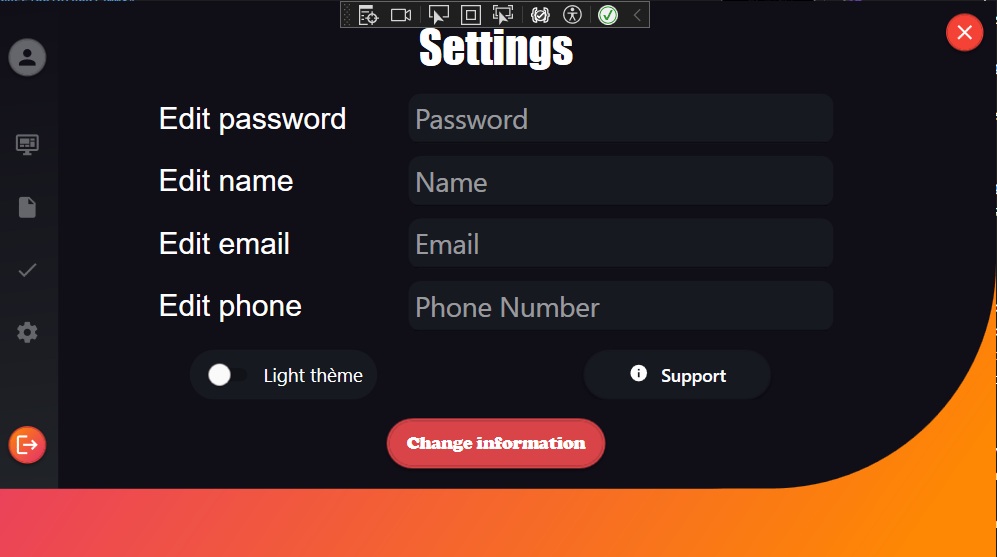 Settings
Edit password Password
Edit name Name
Edit email Email
Edit phone Phone Number
Light thème Support
Change information